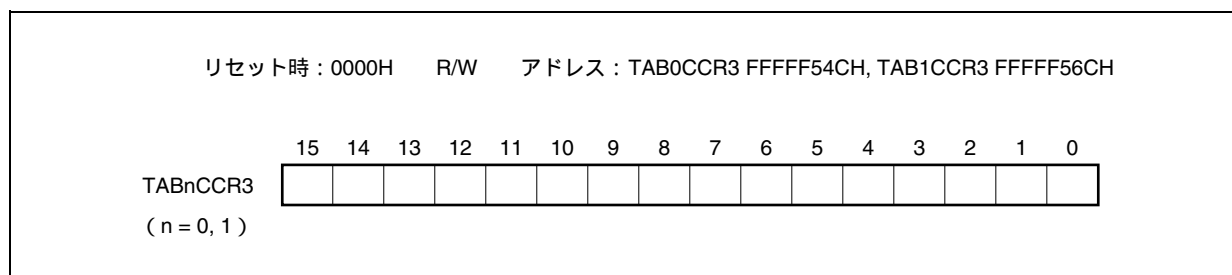 リセット時：0000H　R/W　アドレス：TAB0CCR3 FFFFF54CH, TAB1CCR3 FFFFF56CH
15 14 13 12 11 10 9 8 7 6 5 4 3 2 1 0
TABnCCR3
（n = 0, 1）